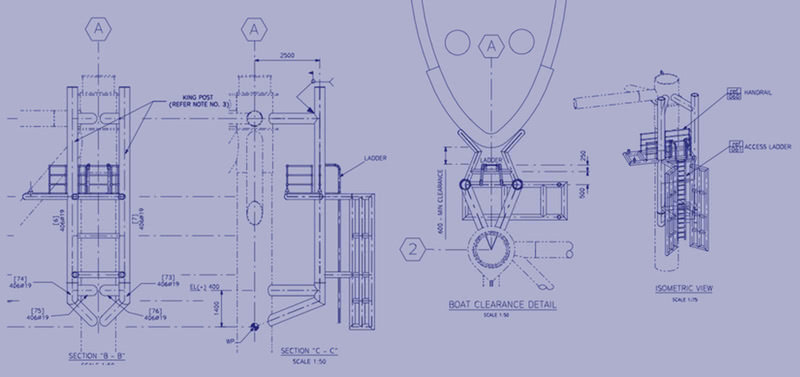 A
KING POST
(REFER NOTE NO. 3)
[6]
406ø19
[7]
406ø19
[74]
406ø19
[73]
406ø19
[75]
406ø19
[76]
406ø19
SECTION "B - B"
A
2500
LADDER
EL(+) 400
1400
WP
SECTION "C - C"
SCALE 1:50
A
LADDER
250
500
600 - MIN CLEARANCE
2
BOAT CLEARANCE DETAIL
SCALE 1:50
HANDRAIL
ACCESS LADDER
ISOMETRIC VIEW
SCALE 1:75